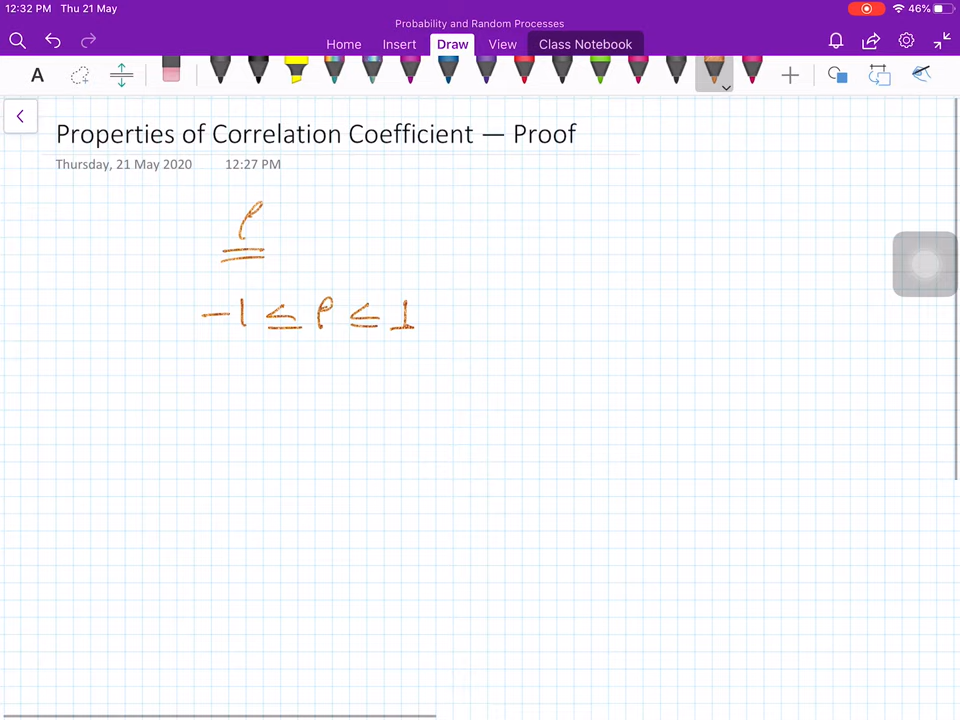 12:32 PM Thu 21 May 46%
Probability and Random Processes
Home Insert Draw View Class Notebook
A
Properties of Correlation Coefficient — Proof
Thursday, 21 May 2020 12:27 PM
ρ
-1 ≤ ρ ≤ 1